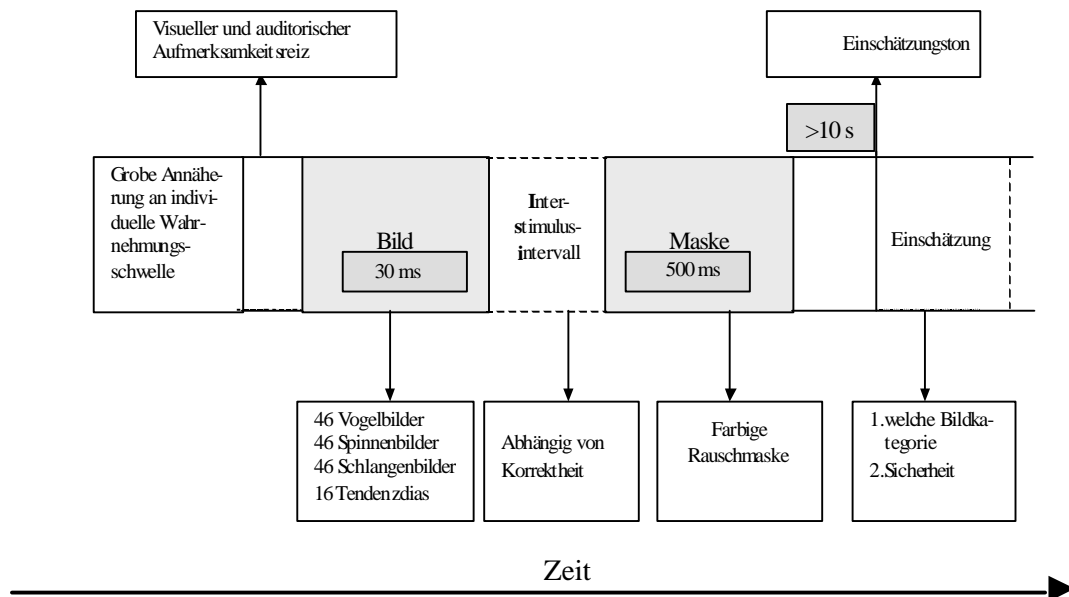 Visueller und auditorischer
Aufmerksamkeitsreiz
Einschätzungston
>10 s
Grobe Annähe-
rung an indivi-
duelle Wahr-
nehmungs-
schwelle
Bild
30 ms
Inter-
stimulus-
intervall
Maske
500 ms
Einschätzung
46 Vogelbilder
46 Spinnenbilder
46 Schlangenbilder
16 Tendenzdias
Abhängig von
Korrektheit
Farbige
Rauschmaske
1.welche Bildka-
tegorie
2.Sicherheit
Zeit